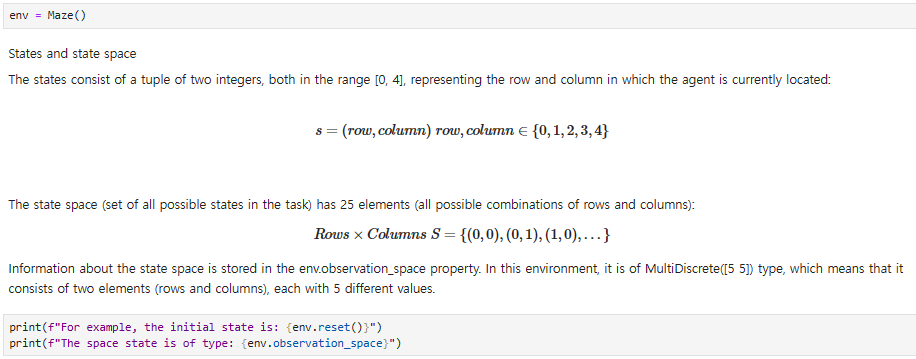 env = Maze()
States and state space
The states consist of a tuple of two integers, both in the range [0, 4], representing the row and column in which the agent is currently located:
s = (row, column) row, column ∈ {0, 1, 2, 3, 4}
The state space (set of all possible states in the task) has 25 elements (all possible combinations of rows and columns):
Rows × Columns S = {(0, 0), (0, 1), (1, 0), ...}
Information about the state space is stored in the env.observation_space property. In this environment, it is of MultiDiscrete([5 5]) type, which means that it
consists of two elements (rows and columns), each with 5 different values.
print(f"For example, the initial state is: {env.reset()}")
print(f"The space state is of type: {env.observation_space}")